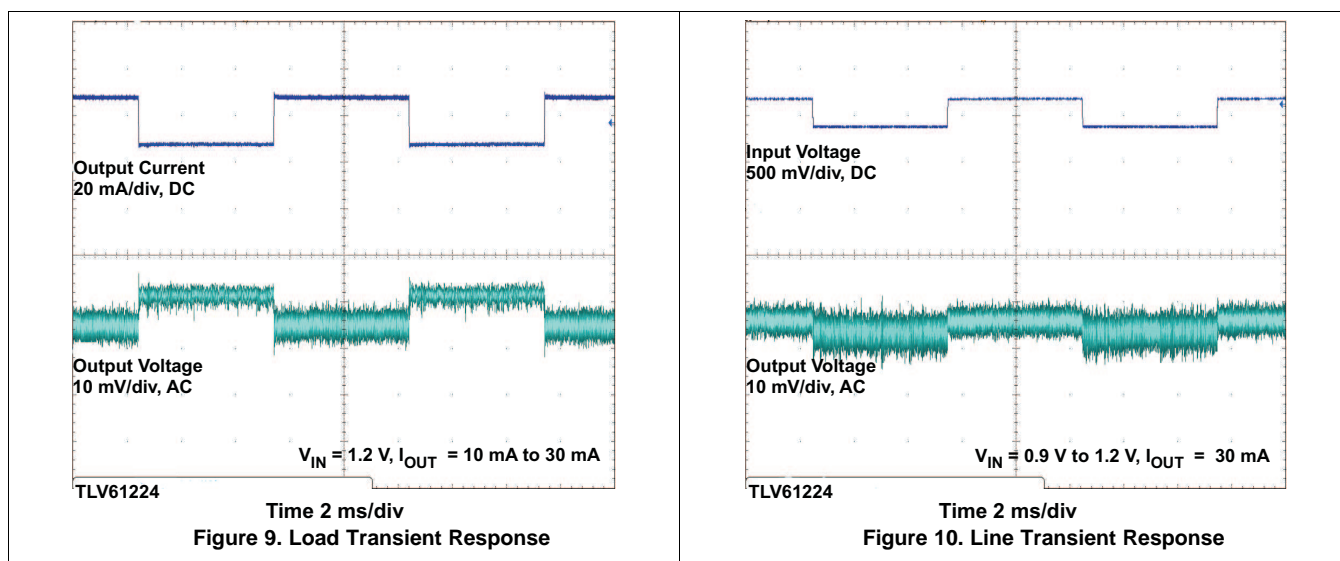 Output Current
20 mA/div, DC
Output Voltage
10 mV/div, AC
V_IN = 1.2 V, I_OUT = 10 mA to 30 mA
TLV61224
Time 2 ms/div
Figure 9. Load Transient Response
Input Voltage
500 mV/div, DC
Output Voltage
10 mV/div, AC
V_IN = 0.9 V to 1.2 V, I_OUT = 30 mA
TLV61224
Time 2 ms/div
Figure 10. Line Transient Response